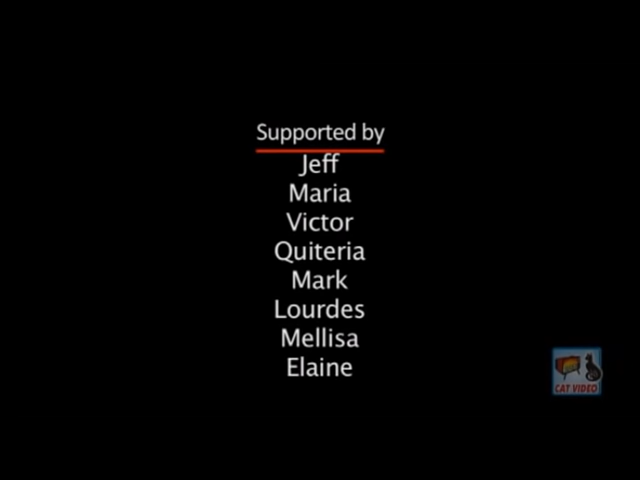 Supported by
Jeff
Maria
Victor
Quiteria
Mark
Lourdes
Mellisa
Elaine
CAT VIDEO